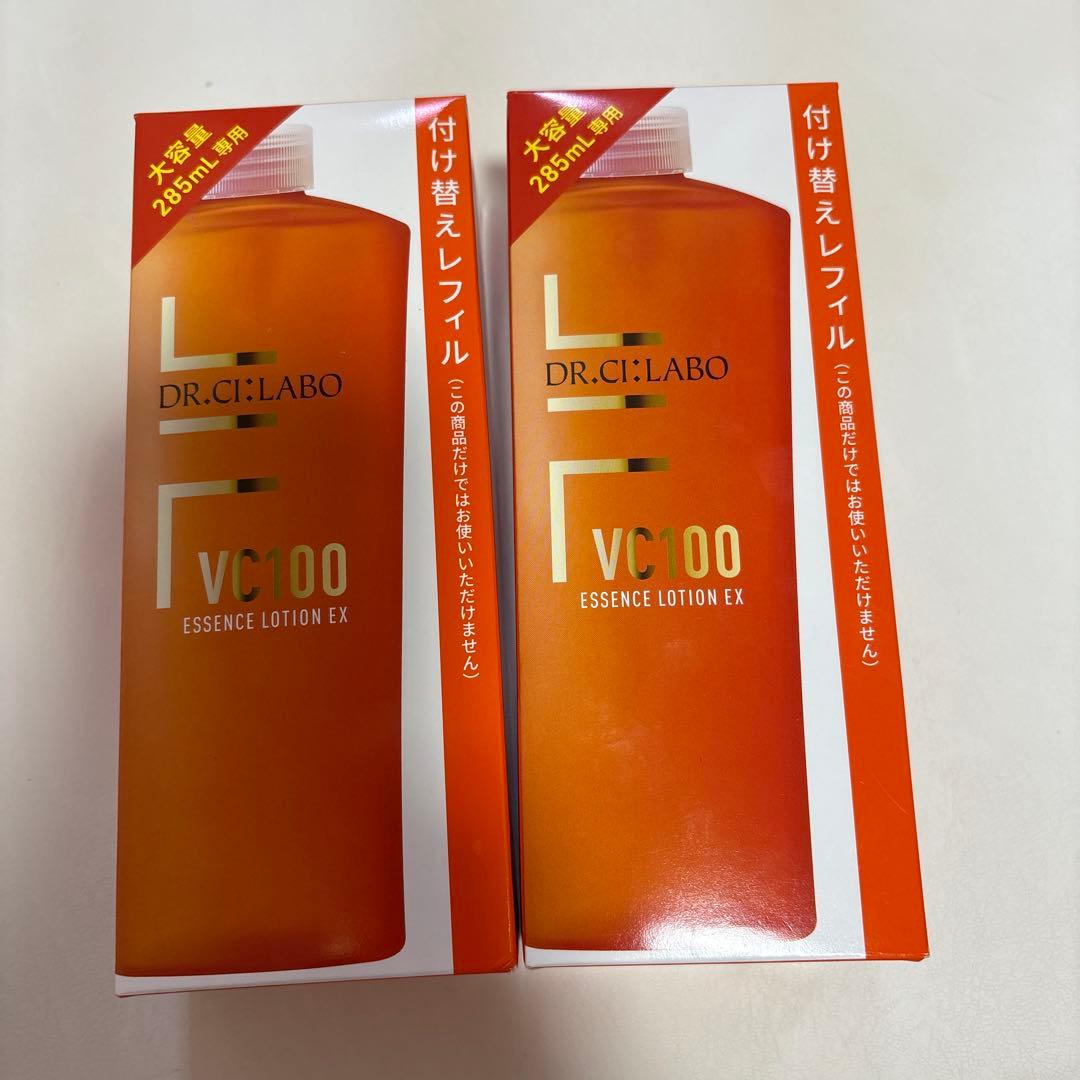 大容量
285mL専用
DR.CI:LABO
VC100
ESSENCE LOTION EX
付け替えレフィル
(この商品だけではお使いいただけません)
大容量
285mL専用
DR.CI:LABO
VC100
ESSENCE LOTION EX
付け替えレフィル
(この商品だけではお使いいただけません)